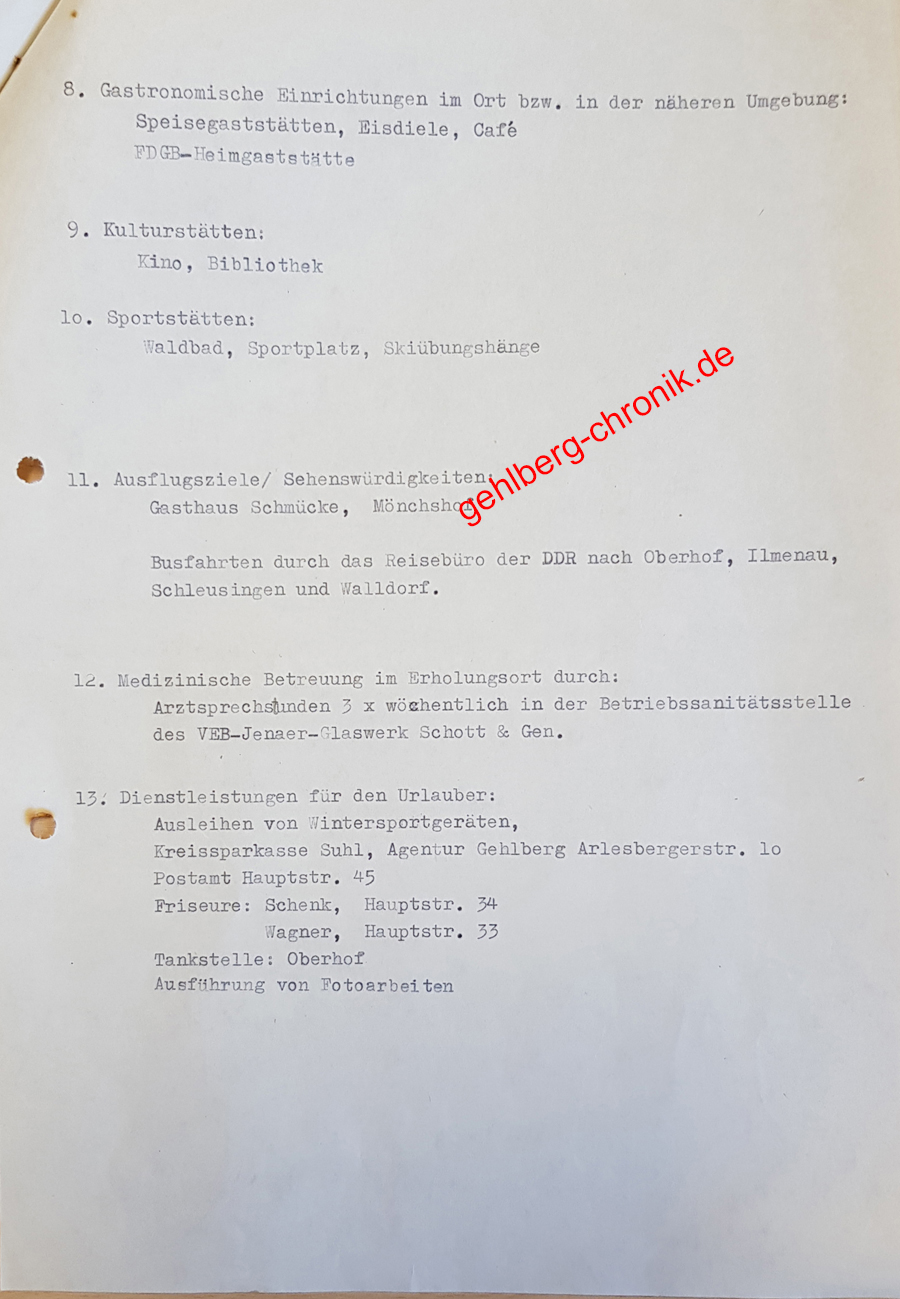 8. Gastronomische Einrichtungen im Ort bzw. in der näheren Umgebung:
Speisegaststätten, Eisdiele, Café
FDGB-Heimgaststätte
9. Kulturstätten:
Kino, Bibliothek
lo. Sportstätten:
Waldbad, Sportplatz, Skiübungshänge
gehlberg-chronik.de
11. Ausflugsziele/ Sehenswürdigkeiten:
Gasthaus Schmücke, Mönchshof
Busfahrten durch das Reisebüro der DDR nach Oberhof, Ilmenau,
Schleusingen und Walldorf.
12. Medizinische Betreuung im Erholungsort durch:
Arztsprechstunden 3 x wöchentlich in der Betriebssanitätsstelle
des VEB-Jenaer-Glaswerk Schott & Gen.
13. Dienstleistungen für den Urlauber:
Ausleihen von Wintersportgeräten,
Kreissparkasse Suhl, Agentur Gehlberg Arlesbergerstr. lo
Postamt Hauptstr. 45
Friseure: Schenk, Hauptstr. 34
Wagner, Hauptstr. 33
Tankstelle: Oberhof
Ausführung von Fotoarbeiten